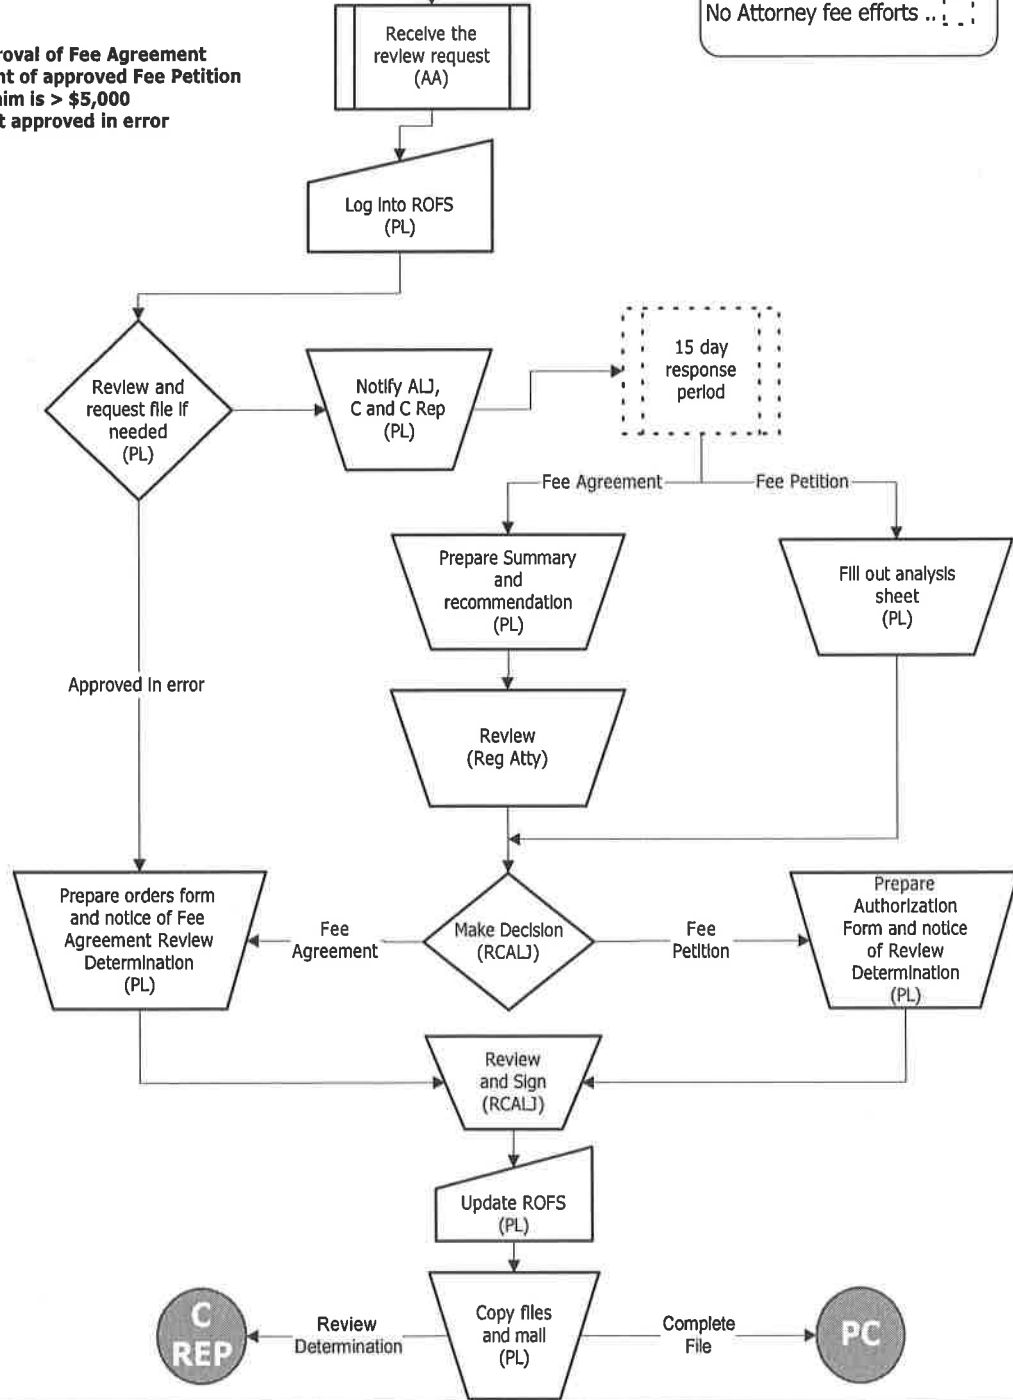 No Attorney fee efforts ..
Receive the
review request
(AA)
roval of Fee Agreement
nt of approved Fee Petition
aim is > $5,000
t approved in error
Log into ROFS
(PL)
Review and
request file if
needed
(PL)
Notify ALJ,
C and C Rep
(PL)
15 day
response
period
Fee Agreement
Fee Petition
Prepare Summary
and
recommendation
(PL)
Fill out analysis
sheet
(PL)
Approved in error
Review
(Reg Atty)
Prepare orders form
and notice of Fee
Agreement Review
Determination
(PL)
Fee
Agreement
Make Decision
(RCALJ)
Fee
Petition
Prepare
Authorization
Form and notice
of Review
Determination
(PL)
Review
and Sign
(RCALJ)
Update ROFS
(PL)
C
REP
Review
Determination
Copy files
and mail
(PL)
Complete
File
PC